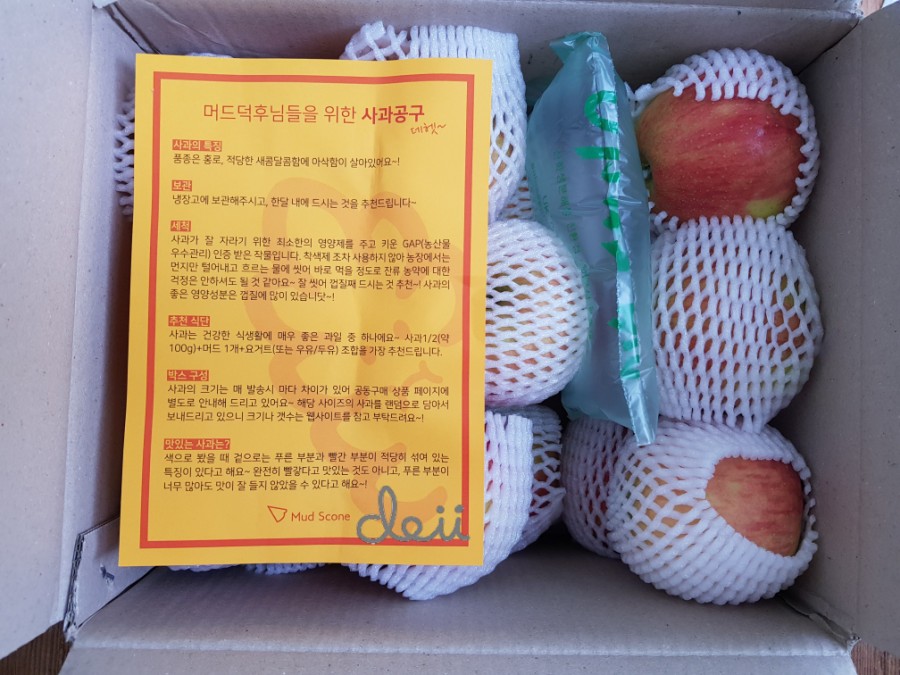 머드덕후님들을 위한 사과공구
데헷~
사과의 특징
품종은 홍로, 적당한 새콤달콤함에 아삭함이 살아있어요~!
보관
냉장고에 보관해주시고, 한달 내에 드시는 것을 추천드립니다~
세척
사과가 잘 자라기 위한 최소한의 영양제를 주고 키운 GAP(농산물
우수관리) 인증 받은 작물입니다. 착색제 조차 사용하지 않아 농장에서는
먼지만 털어내고 흐르는 물에 씻어 바로 먹을 정도로 잔류 농약에 대한
걱정은 안하셔도 될 것 같아요~ 잘 씻어 껍질째 드시는 것 추천~! 사과의
좋은 영양성분은 껍질에 많이 있습니닷~!
추천 식단
사과는 건강한 식생활에 매우 좋은 과일 중 하나에요~ 사과1/2(약
100g)+머드 1개+요거트(또는 우유/두유) 조합을 가장 추천드립니다.
박스 구성
사과의 크기는 매 발송시 마다 차이가 있어 공동구매 상품 페이지에
별도로 안내해 드리고 있어요~ 해당 사이즈의 사과를 랜덤으로 담아서
보내드리고 있으니 크기나 갯수는 웹사이트를 참고 부탁드려요~!
맛있는 사과는?
색으로 봤을 때 겉으로는 푸른 부분과 빨간 부분이 적당히 섞여 있는
특징이 있다고 해요~ 완전히 빨갛다고 맛있는 것도 아니고, 푸른 부분이
너무 많아도 맛이 잘 들지 않았을 수 있다고 해요~!
Mud Scone
deii